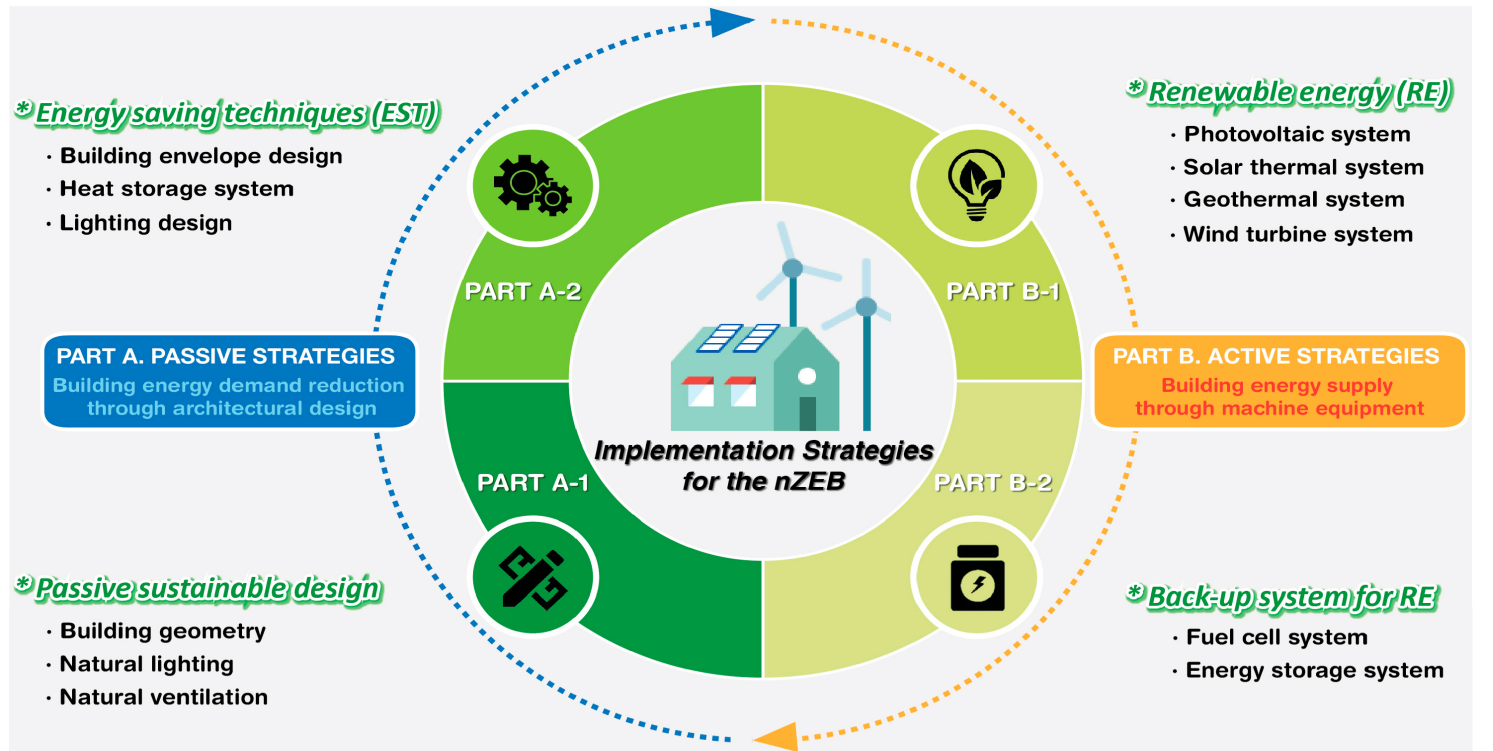 * Energy saving techniques (EST)
· Building envelope design
· Heat storage system
· Lighting design
PART A. PASSIVE STRATEGIES
Building energy demand reduction
through architectural design
* Passive sustainable design
· Building geometry
· Natural lighting
· Natural ventilation
PART A-2
PART B-1
Implementation Strategies
for the nZEB
PART A-1
PART B-2
* Renewable energy (RE)
· Photovoltaic system
· Solar thermal system
· Geothermal system
· Wind turbine system
PART B. ACTIVE STRATEGIES
Building energy supply
through machine equipment
* Back-up system for RE
· Fuel cell system
· Energy storage system